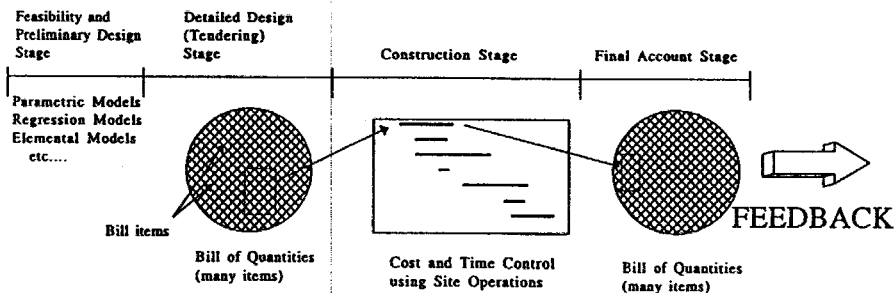 Feasibility and
Preliminary Design
Stage
Detailed Design
(Tendering)
Stage
Construction Stage
Final Account Stage
Parametric Models
Regression Models
Elemental Models
etc....
Bill items
Bill of Quantities
(many items)
Cost and Time Control
using Site Operations
Bill of Quantities
(many items)
FEEDBACK